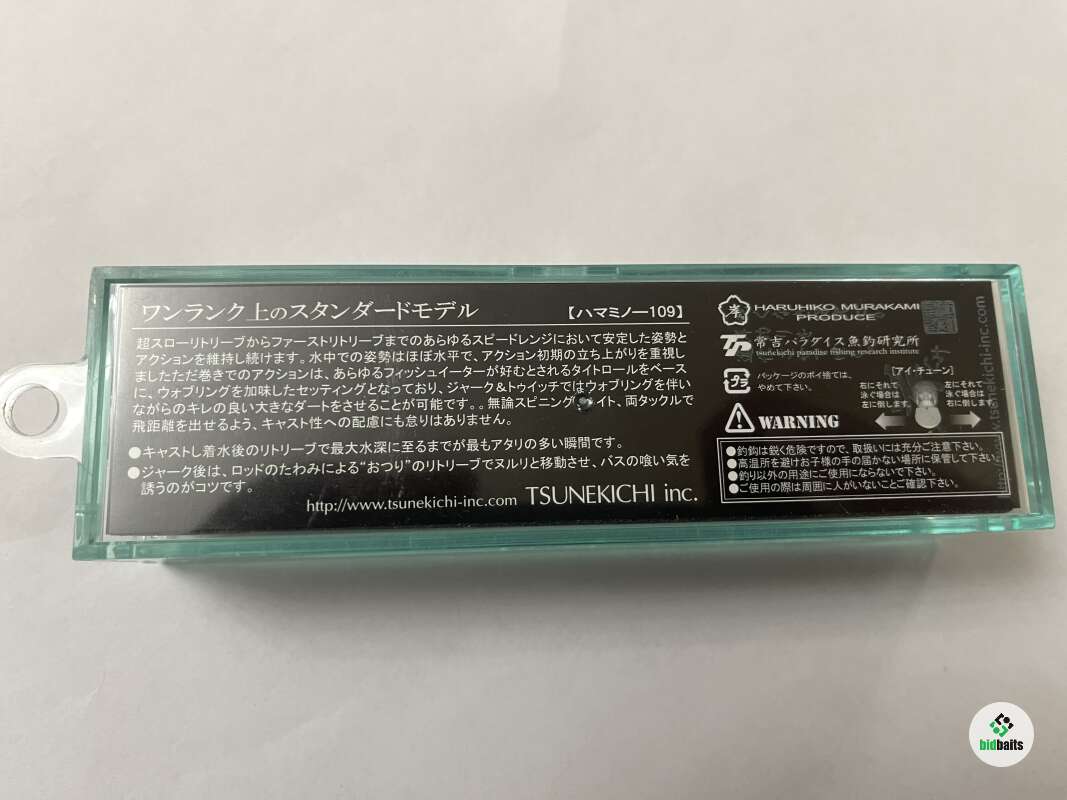 ワンランク上のスタンダードモデル 【ハマミノー109】
超スローリトリーブからファーストリトリーブまでのあらゆるスピードレンジにおいて安定した姿勢と
アクションを維持し続けます。水中での姿勢はほぼ水平で、アクション初期の立ち上がりを重視し
ましたただ巻きでのアクションは、あらゆるフィッシュイーターが好むとされるタイトロールをベース
に、ウォブリングを加味したセッティングとなっており、ジャーク&トゥイッチではウォブリングを伴い
ながらのキレの良い大きなダートをさせることが可能です。。無論スピニング イト、両タックルで
飛距離を出せるよう、キャスト性への配慮にも怠りはありません。
●キャストし着水後のリトリーブで最大水深に至るまでが最もアタリの多い瞬間です。
●ジャーク後は、ロッドのたわみによる“おつり”のリトリーブでヌルリと移動させ、バスの喰い気を
誘うのがコツです。
http://www.tsunekichi-inc.com TSUNEKICHI inc.
HARUHIKO MURAKAMI
PRODUCE
常吉パラダイス魚釣研究所
tsunekichi paradise fishing research institute
プラ
パッケージのポイ捨ては、
やめて下さい。
WARNING
[アイ・チューン]
右にそれて
泳ぐ場合は
左に倒します。
左にそれて
泳ぐ場合は
右に倒します。
●釣鈎は鋭く危険ですので、取扱いには充分ご注意下さい。
●高温所を避けお子様の手の届かない場所に保管して下さい。
●釣り以外の用途にご使用にならないで下さい。
●ご使用の際は周囲に人がいないことご確認下さい。
tsunekichi-inc.com
bidbaits